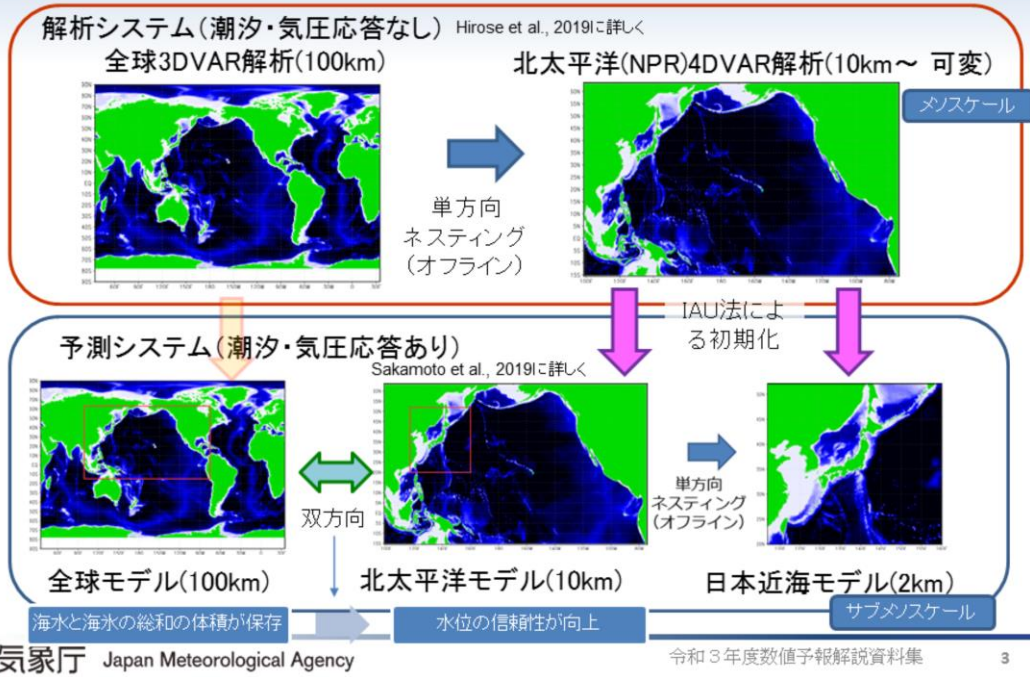 解析システム(潮汐・気圧応答なし) Hirose et al., 2019に詳しく
全球3DVAR解析(100km)
北太平洋(NPR)4DVAR解析(10km～ 可変)
メソスケール
単方向
ネスティング
(オフライン)
IAU法によ
る初期化
予測システム(潮汐・気圧応答あり)
Sakamoto et al., 2019に詳しく
双方向
単方向
ネスティング
(オフライン)
全球モデル(100km)
北太平洋モデル(10km)
日本近海モデル(2km)
サブメソスケール
海水と海氷の総和の体積が保存
水位の信頼性が向上
気象庁 Japan Meteorological Agency
令和３年度数値予報解説資料集
3